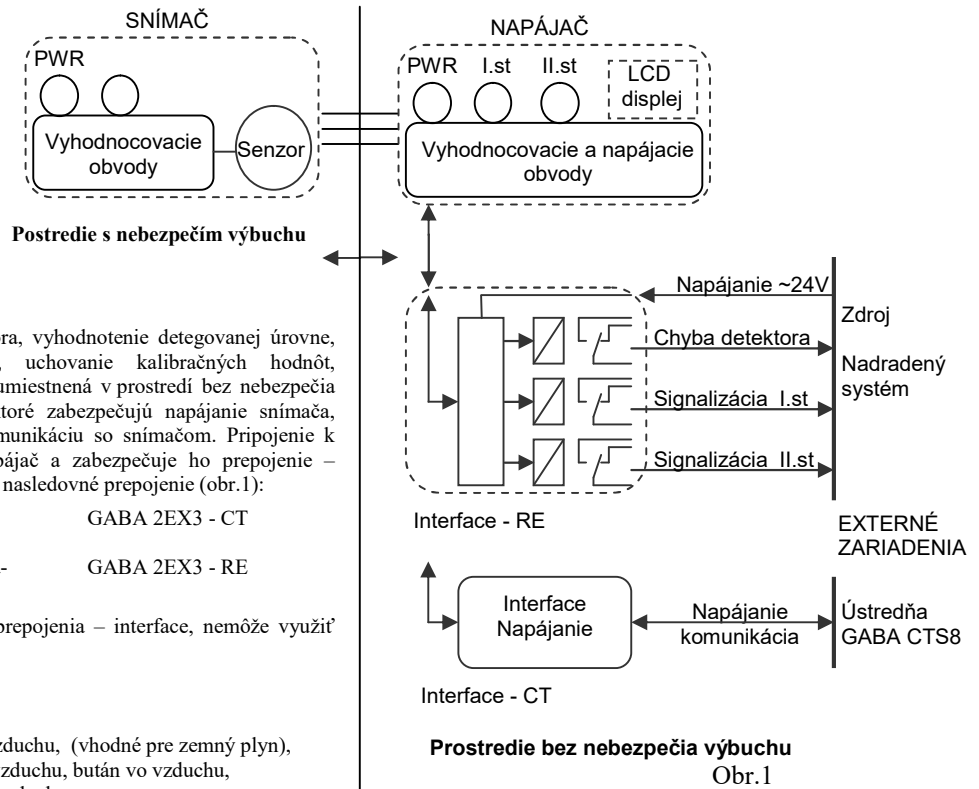 SNÍMAČ
PWR
Vyhodnocovacie
obvody
Senzor
Postredie s nebezpečím výbuchu
NAPÁJAČ
PWR I.st II.st
LCD
displej
Vyhodnocovacie a napájacie
obvody
Napájanie ~24V
Chyba detektora
Signalizácia I.st
Signalizácia II.st
Zdroj
Nadradený
systém
Interface - RE
EXTERNÉ
ZARIADENIA
Interface
Napájanie
Napájanie
komunikácia
Ústredňa
GABA CTS8
Interface - CT
Prostredie bez nebezpečia výbuchu
Obr.1
ra, vyhodnotenie detegovanej úrovne,
uchovanie kalibračných hodnôt,
umiestnená v prostredí bez nebezpečia
ktoré zabezpečujú napájanie snímača,
munikáciu so snímačom. Pripojenie k
pájač a zabezpečuje ho prepojenie –
nasledovné prepojenie (obr.1):
GABA 2EX3 - CT
- GABA 2EX3 - RE
prepojenia – interface, nemôže využiť
zduchu, (vhodné pre zemný plyn),
vzduchu, bután vo vzduchu,